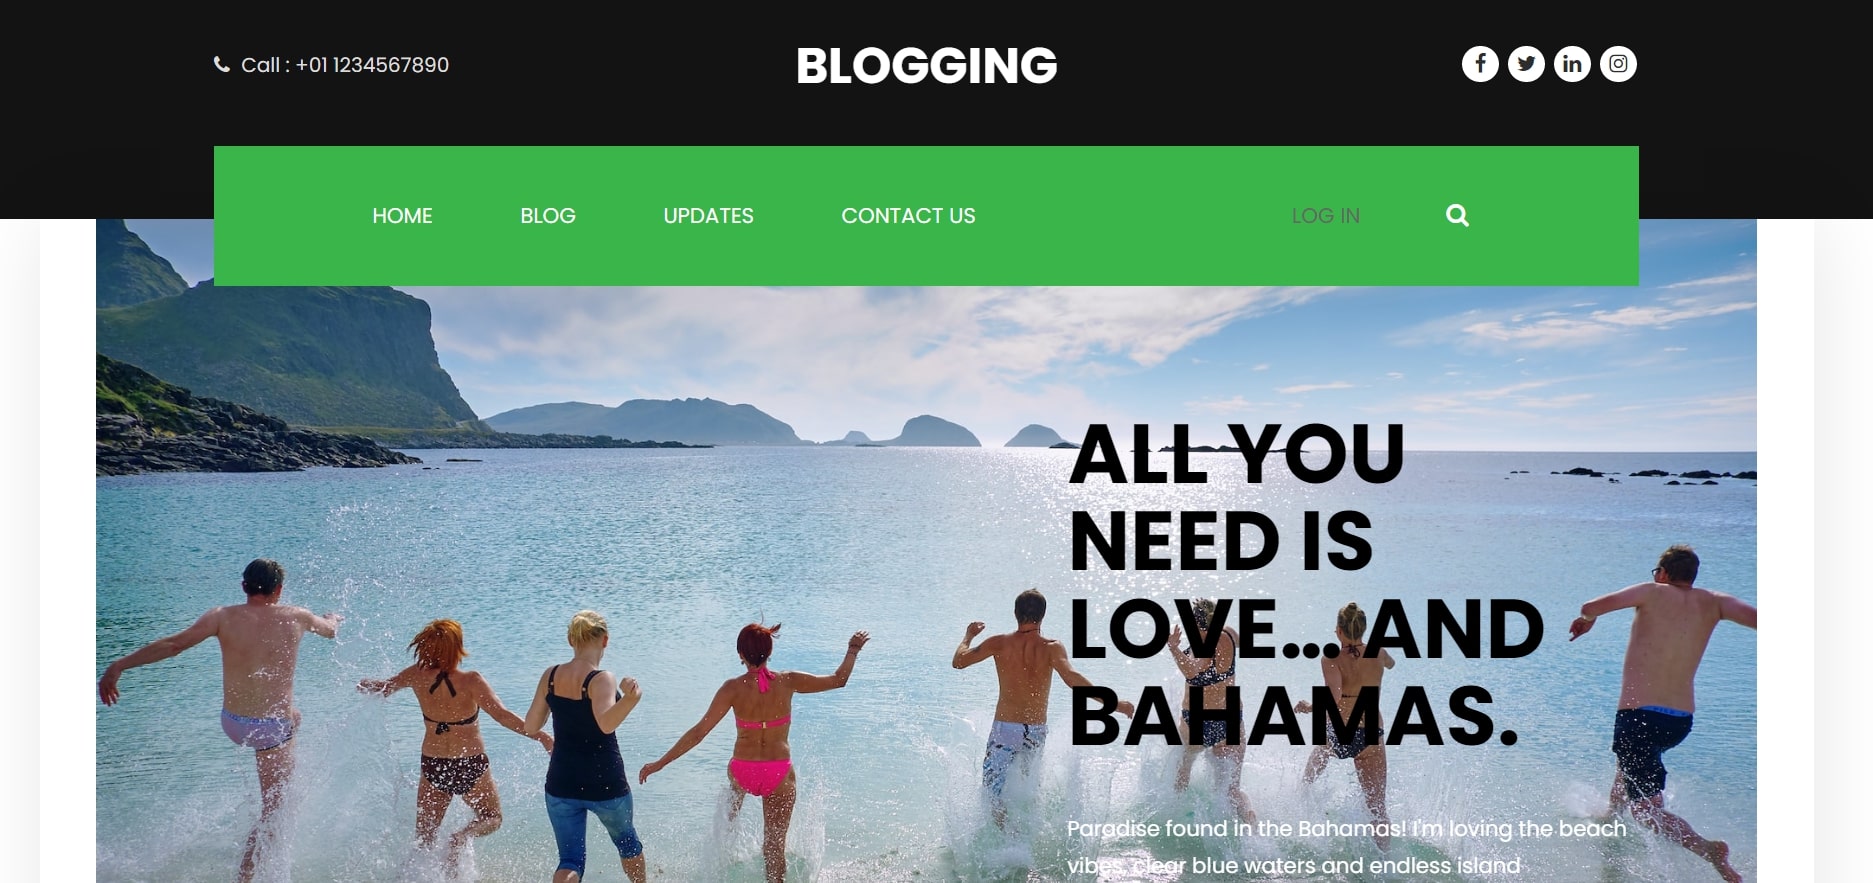 Call : +01 1234567890
BLOGGING
HOME
BLOG
UPDATES
CONTACT US
LOG IN
ALL YOU
NEED IS
LOVE... AND
BAHAMAS.
Paradise found in the Bahamas! I'm loving the beach
vibes, clear blue waters and endless island